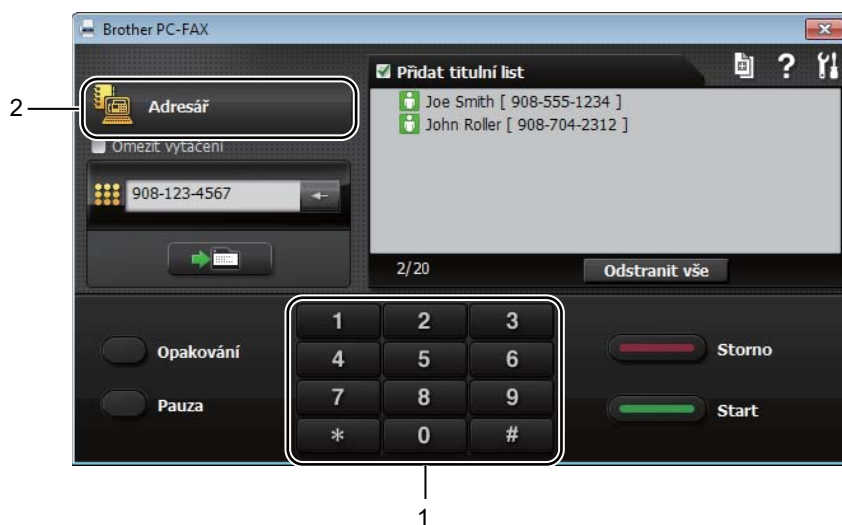 Brother PC-FAX
2
Adresář
Omezit vytáčení
908-123-4567
Přidat titulní list
?
Joe Smith [ 908-555-1234 ]
John Roller [ 908-704-2312 ]
2/20
Odstranit vše
Opakování
Pauza
1 2 3
4 5 6
7 8 9
* 0 #
Storno
Start
1